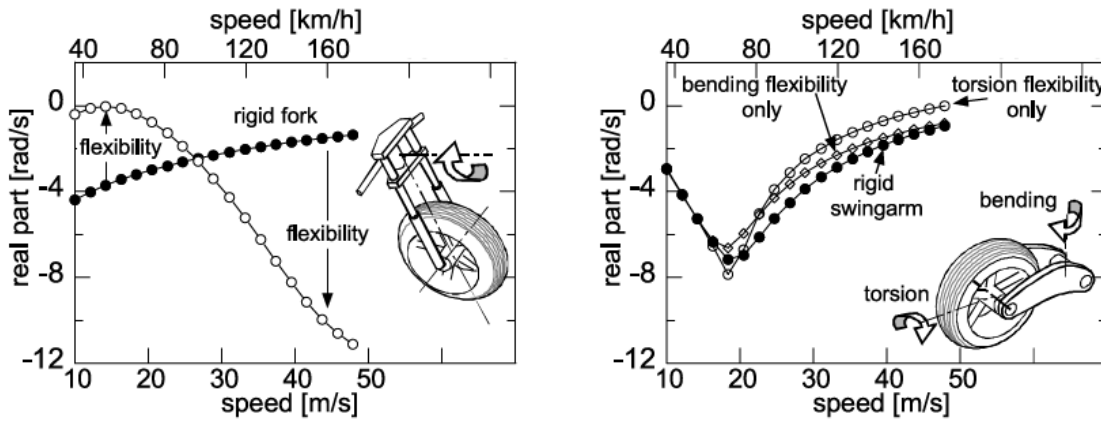 speed [km/h]
40 80 120 160
real part [rad/s]
0
-4
-8
-12
rigid fork
flexibility
flexibility
10 20 30 40 50
speed [m/s]
speed [km/h]
40 80 120 160
real part [rad/s]
0
-4
-8
-12
bending flexibility
only
torsion flexibility
only
rigid
swingarm
bending
torsion
10 20 30 40 50
speed [m/s]